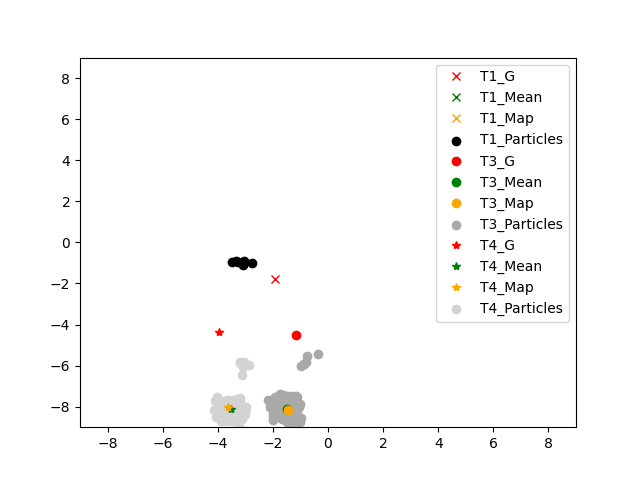 8
6
4
2
0
−2
−4
−6
−8
−8
−6
−4
−2
0
2
4
6
8
T1_G
T1_Mean
T1_Map
T1_Particles
T3_G
T3_Mean
T3_Map
T3_Particles
T4_G
T4_Mean
T4_Map
T4_Particles